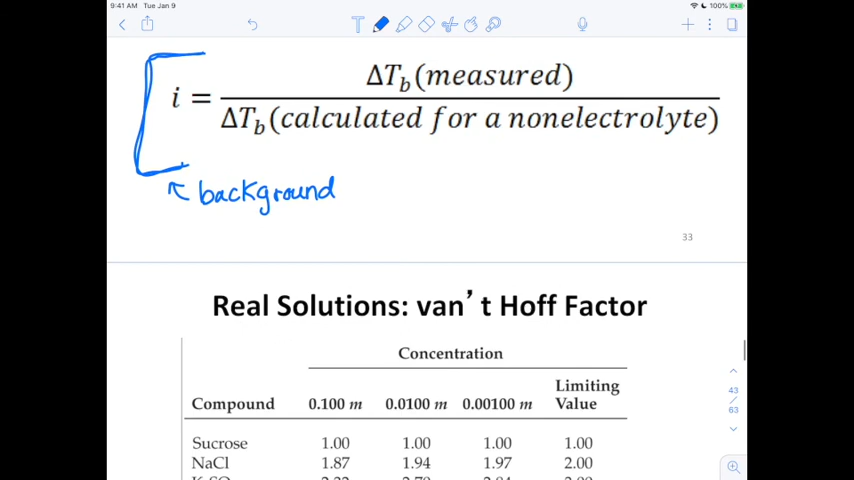 9:41 AM Tue Jan 9
100%
T
i = ΔTb(measured) / ΔTb(calculated for a nonelectrolyte)
background
33
Real Solutions: van't Hoff Factor
Concentration
Compound 0.100 m 0.0100 m 0.00100 m Limiting Value
Sucrose 1.00 1.00 1.00 1.00
NaCl 1.87 1.94 1.97 2.00
43
/
63